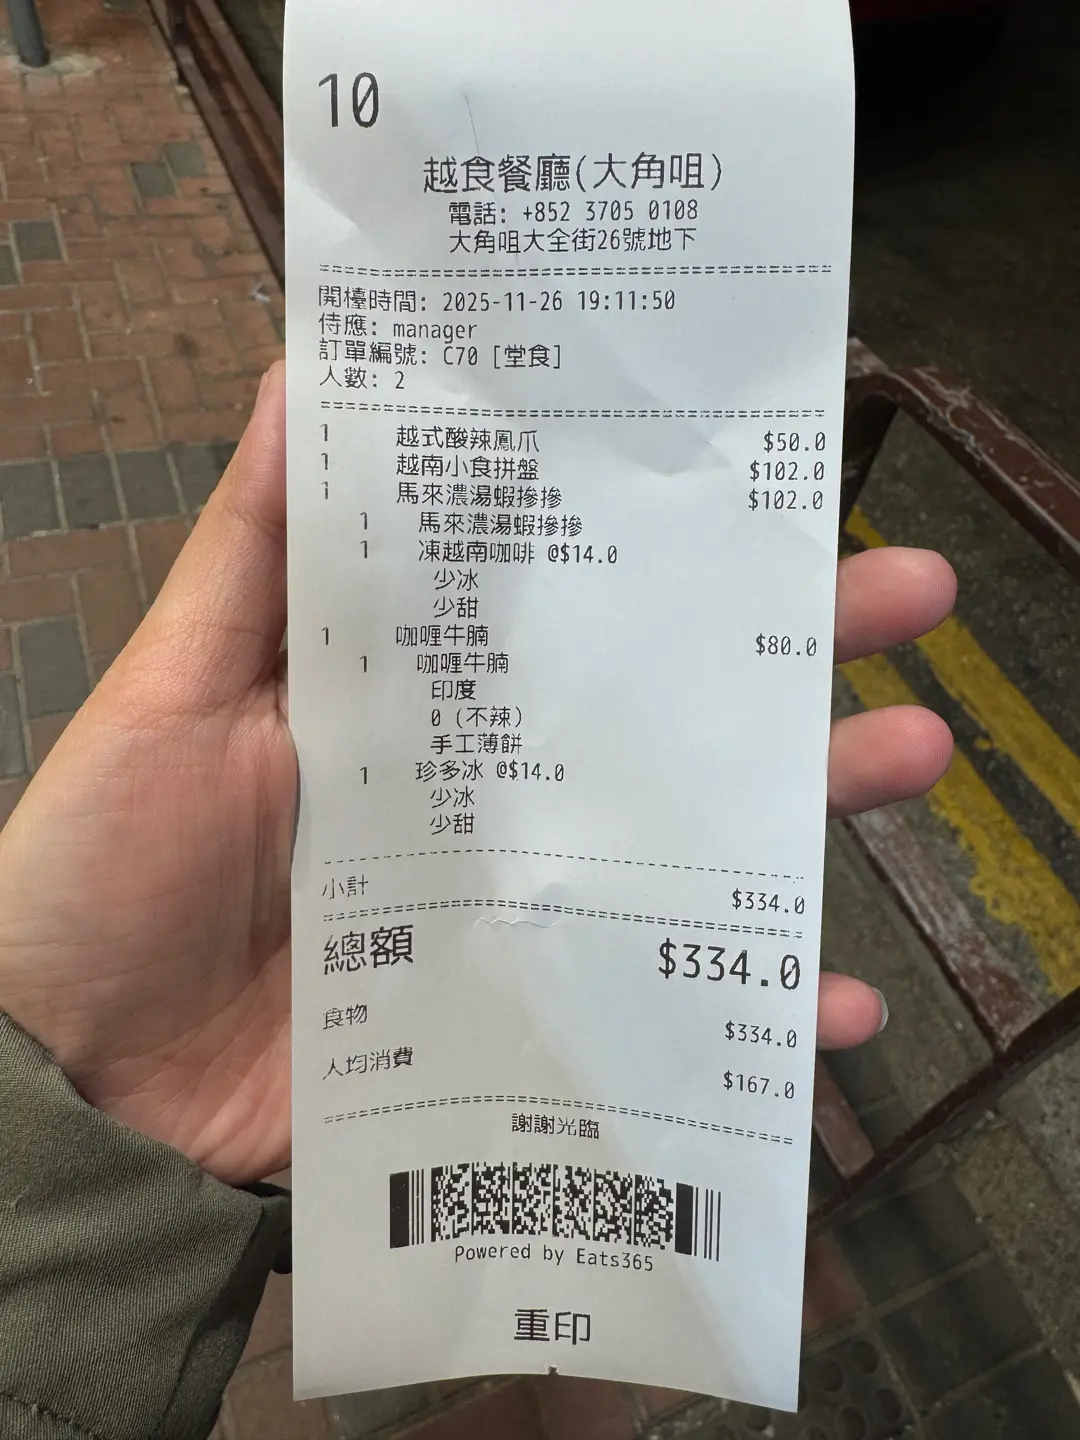 10
越食餐廳(大角咀)
電話: +852 3705 0108
大角咀大全街26號地下
開檯時間: 2025-11-26 19:11:50
侍應: manager
訂單編號: C70 [堂食]
人數: 2
1 越式酸辣鳳爪 $50.0
1 越南小食拼盤 $102.0
1 馬來濃湯蝦摻摻 $102.0
1 馬來濃湯蝦摻摻
1 凍越南咖啡 @$14.0
少冰
少甜
1 咖喱牛腩 $80.0
1 咖喱牛腩
印度
0 (不辣)
手工薄餅
1 珍多冰 @$14.0
少冰
少甜
小計 $334.0
總額 $334.0
食物 $334.0
人均消費 $167.0
謝謝光臨
Powered by Eats365
重印